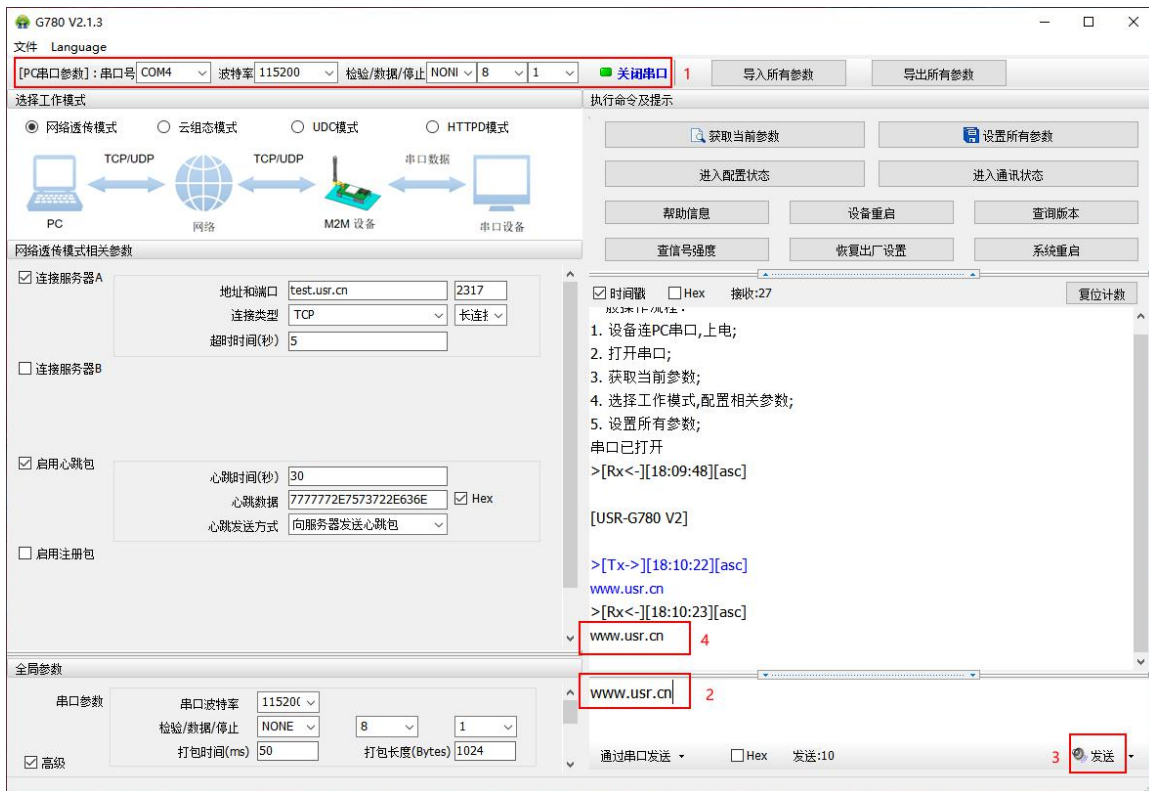 G780 V2.1.3
文件 Language
[PC串口参数]：串口号 COM4 波特率 115200 检验/数据/停止 NONI 8 1 关闭串口 1 导入所有参数 导出所有参数
选择工作模式
网络透传模式 云组态模式 UDC模式 HTTPD模式
TCP/UDP TCP/UDP 串口数据
PC 网络 M2M 设备 串口设备
网络透传模式相关参数
连接服务器A
地址和端口 test.usr.cn 2317
连接类型 TCP 长连接
超时时间(秒) 5
连接服务器B
启用心跳包
心跳时间(秒) 30
心跳数据 7777772E7573722E636E Hex
心跳发送方式 向服务器发送心跳包
启用注册包
全局参数
串口参数 串口波特率 11520(
检验/数据/停止 NONE 8 1
打包时间(ms) 50 打包长度(Bytes) 1024
高级
执行命令及提示
获取当前参数 设置所有参数
进入配置状态 进入通讯状态
帮助信息 设备重启 查询版本
查信号强度 恢复出厂设置 系统重启
时间戳 Hex 接收:27 复位计数
一般操作流程：
1. 设备连PC串口,上电;
2. 打开串口;
3. 获取当前参数;
4. 选择工作模式,配置相关参数;
5. 设置所有参数;
串口已打开
>[Rx<-][18:09:48][asc]
[USR-G780 V2]
>[Tx->][18:10:22][asc]
www.usr.cn
>[Rx<-][18:10:23][asc]
www.usr.cn 4
www.usr.cn 2
通过串口发送 Hex 发送:10 3 发送